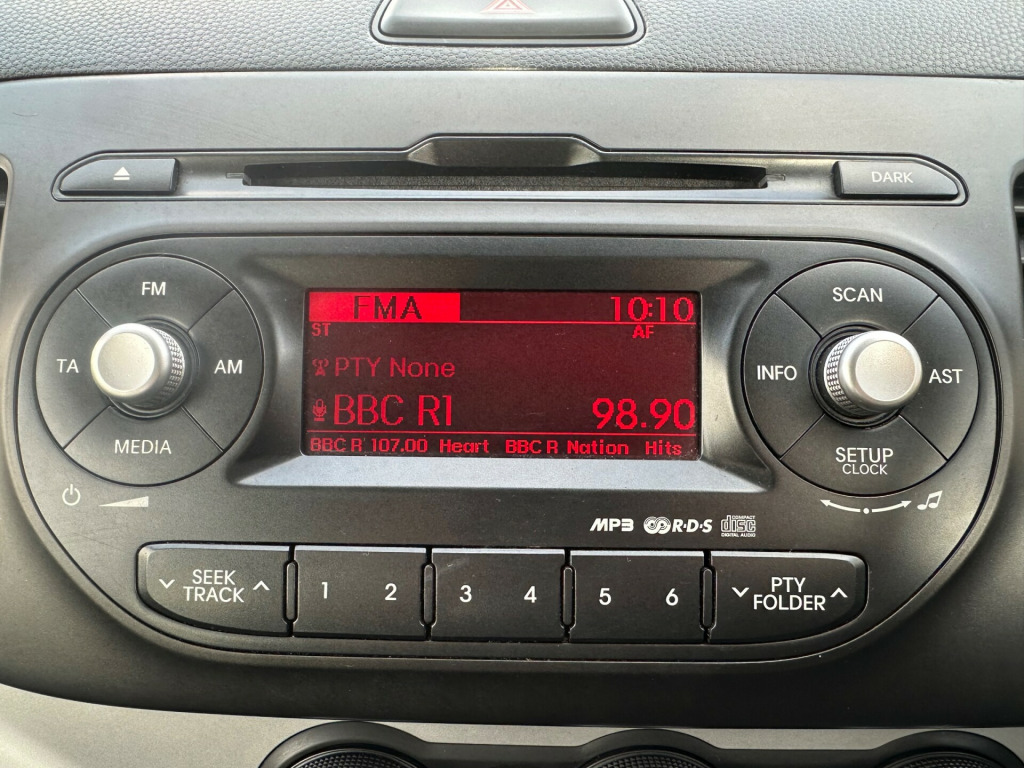 DARK
FM
TA
AM
MEDIA
FMA 10:10
ST AF
PTY None
BBC R1 98.90
BBC R 107.00 Heart BBC R Nation Hits
SCAN
INFO
AST
SETUP
CLOCK
MP3 R·D·S COMPACT disc DIGITAL AUDIO
SEEK
TRACK
1 2 3 4 5 6
PTY
FOLDER